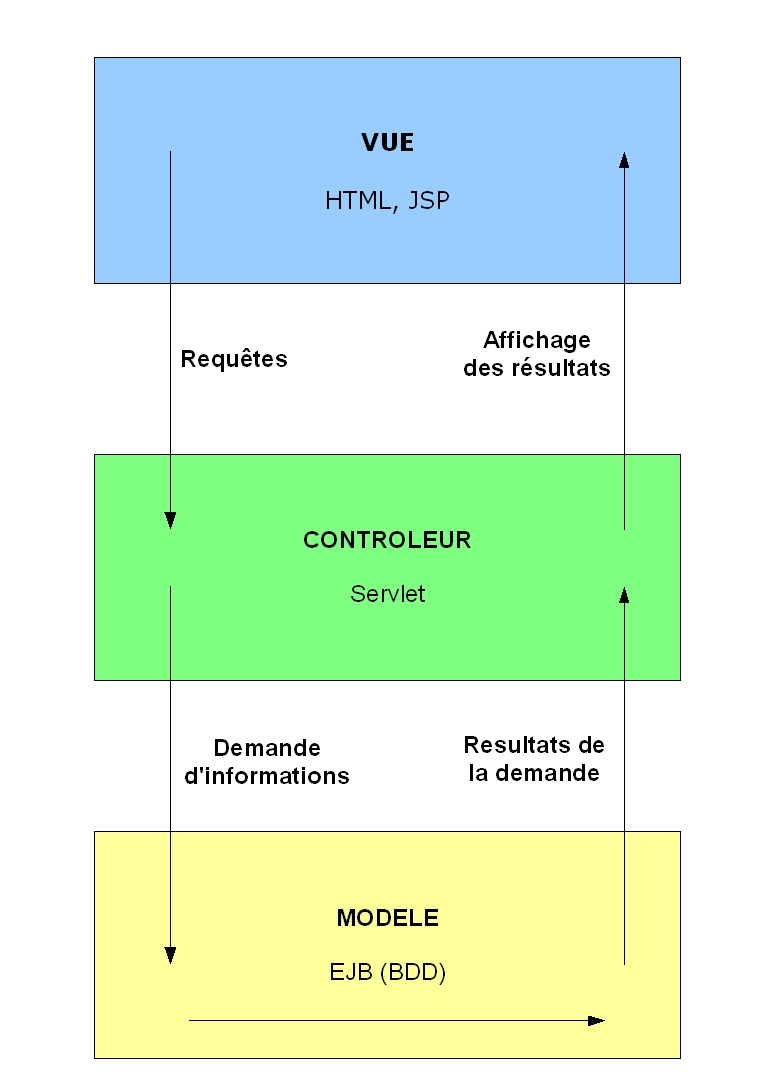 VUE
HTML, JSP
Requêtes
Affichage
des résultats
CONTROLEUR
Servlet
Demande
d'informations
Resultats de
la demande
MODELE
EJB (BDD)